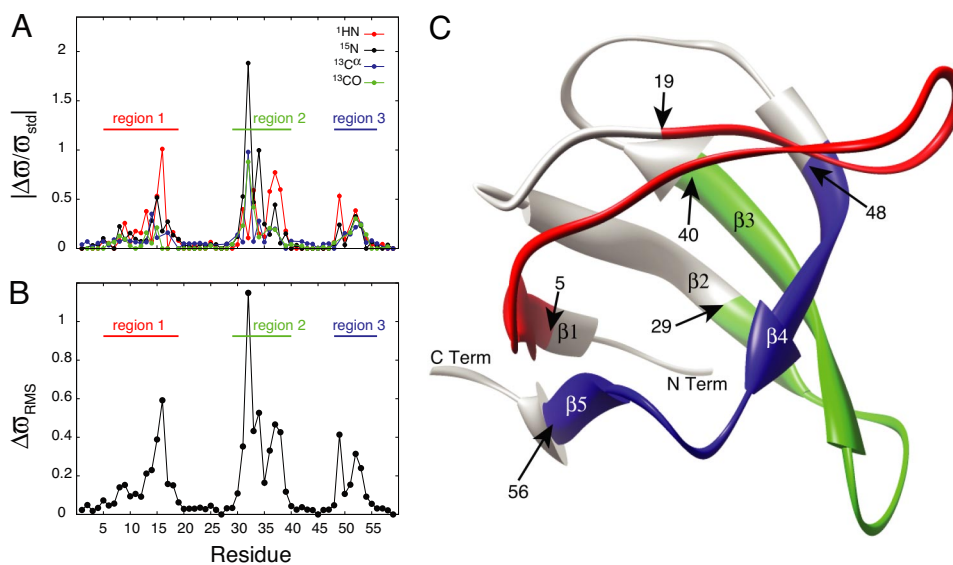 A
|Δϖ/ϖstd|
2
1.5
1
0.5
0
¹HN
¹⁵N
¹³Cᵅ
¹³CO
region 1 region 2 region 3
B
ΔϖRMS
1
0.8
0.6
0.4
0.2
0
region 1 region 2 region 3
5 10 15 20 25 30 35 40 45 50 55
Residue
C
19
48
40
β3
β2
5
29
β1
β4
C Term
N Term
β5
56